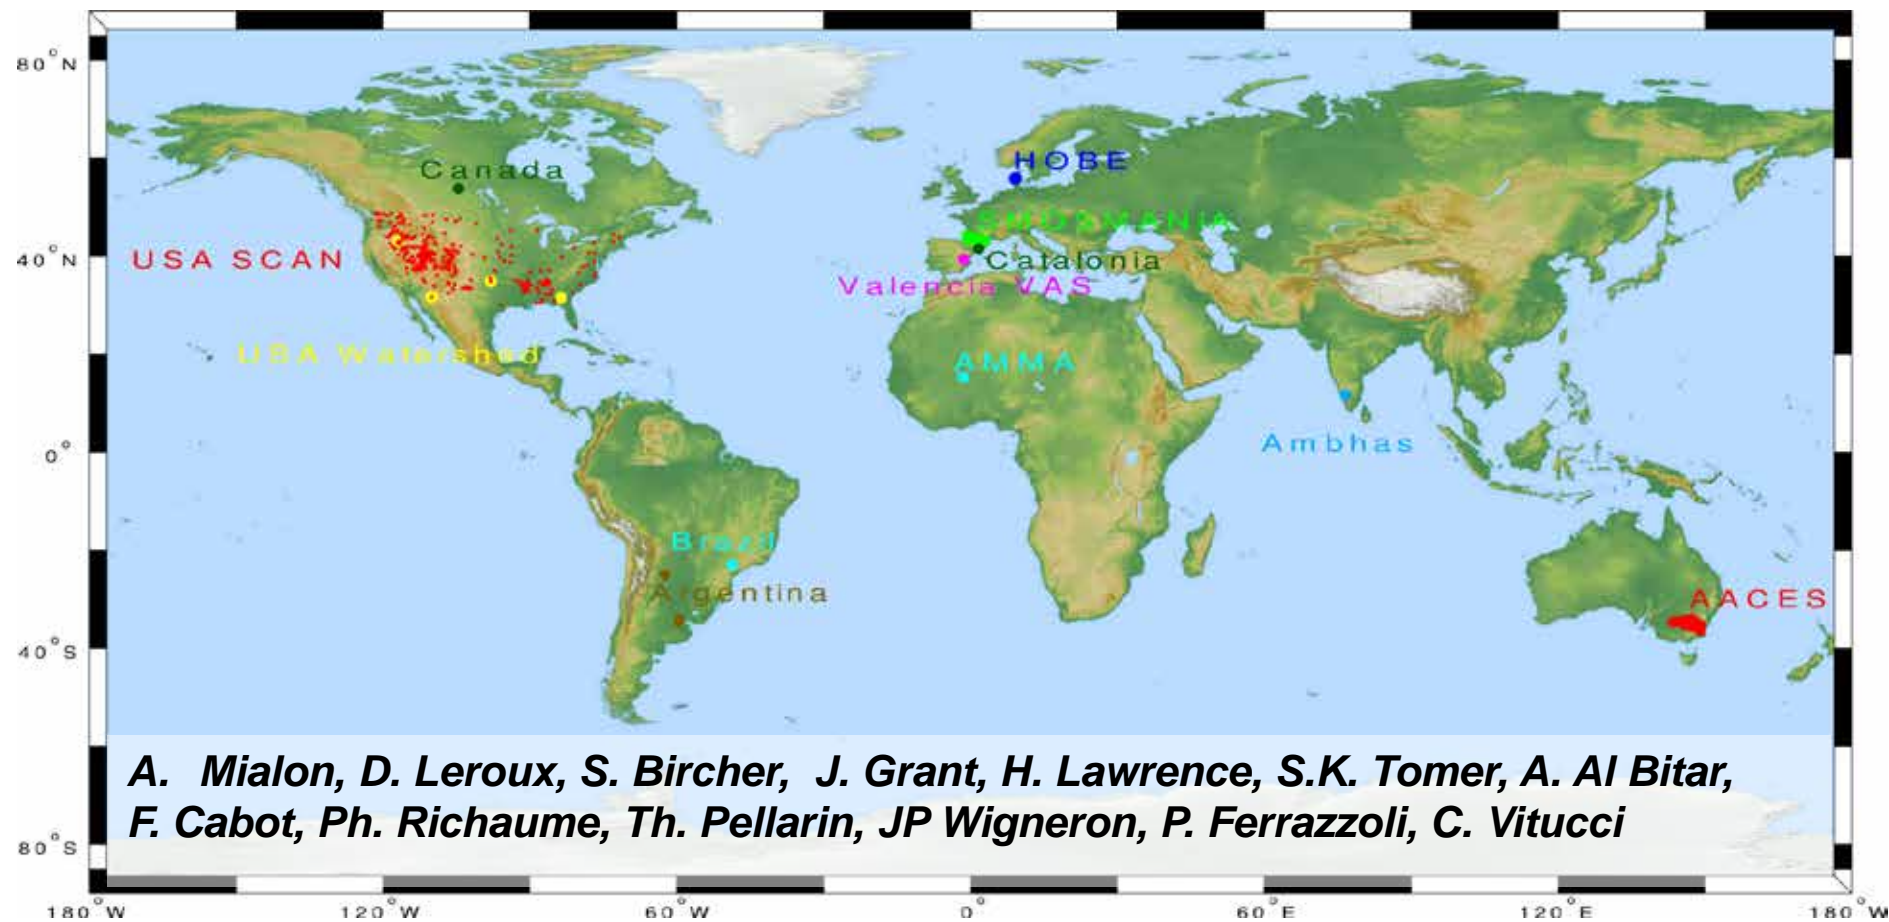 80°N
Canada
HOBE
SMOSMANIA
40°N
USA SCAN
Catalonia
Valencia VAS
USA Watershed
AMMA
0°
Ambhas
Brazil
Argentina
AACES
40°S
A. Mialon, D. Leroux, S. Bircher, J. Grant, H. Lawrence, S.K. Tomer, A. Al Bitar,
F. Cabot, Ph. Richaume, Th. Pellarin, JP Wigneron, P. Ferrazzoli, C. Vitucci
80°S
180°W 120°W 60°W 0° 60°E 120°E 180°W